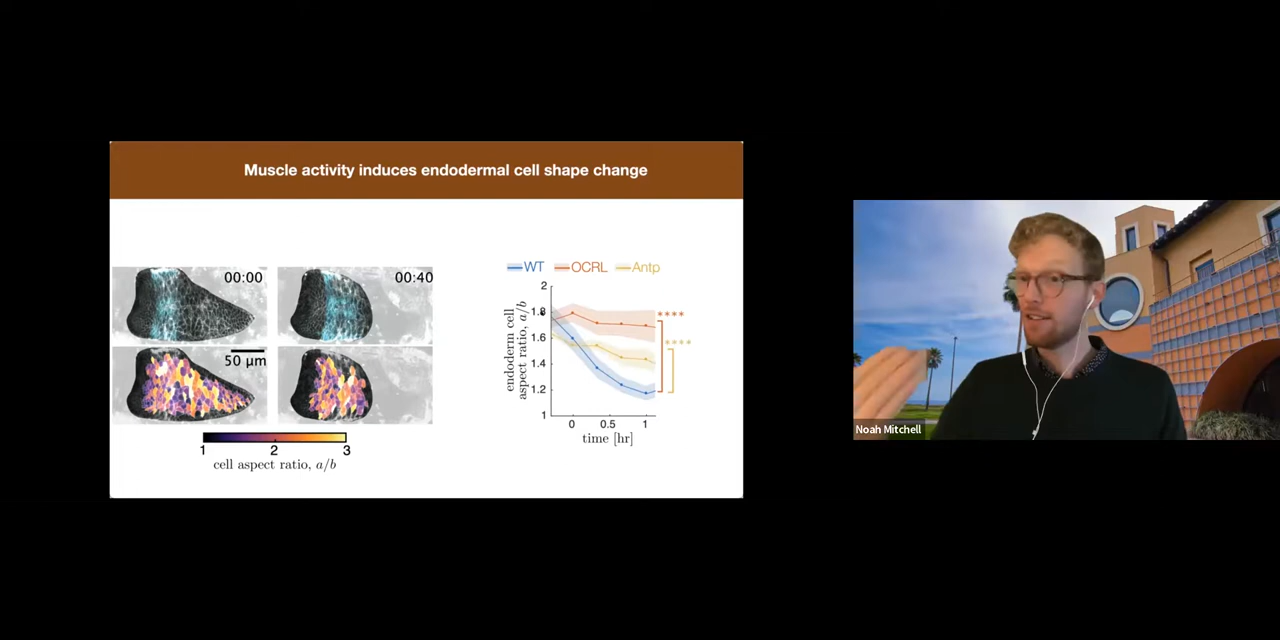 Muscle activity induces endodermal cell shape change
00:00
00:40
50 μm
1 2 3
cell aspect ratio, a/b
WT OCRL Antp
endoderm cell
aspect ratio, a/b
2
1.8
1.6
1.4
1.2
1
****
****
0 0.5 1
time [hr]
Noah Mitchell